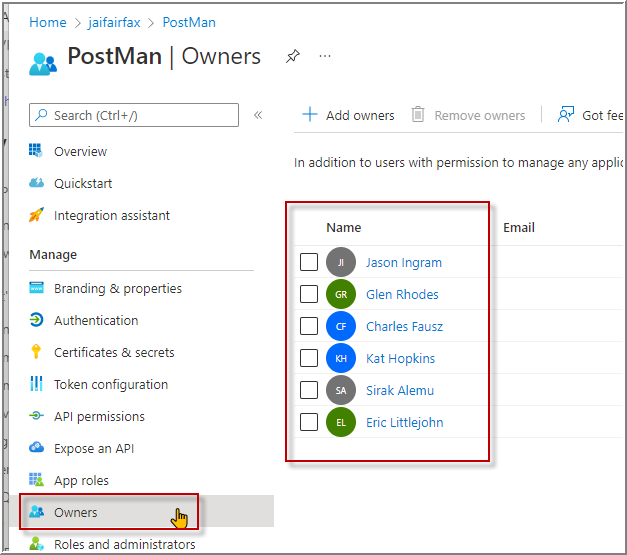 Home > jaifairfax > PostMan
PostMan | Owners
Search (Ctrl+/)
Overview
Quickstart
Integration assistant
Manage
Branding & properties
Authentication
Certificates & secrets
Token configuration
API permissions
Expose an API
App roles
Owners
Roles and administrators
Add owners Remove owners Got fee
In addition to users with permission to manage any applic
Name Email
JI Jason Ingram
GR Glen Rhodes
CF Charles Fausz
KH Kat Hopkins
SA Sirak Alemu
EL Eric Littlejohn